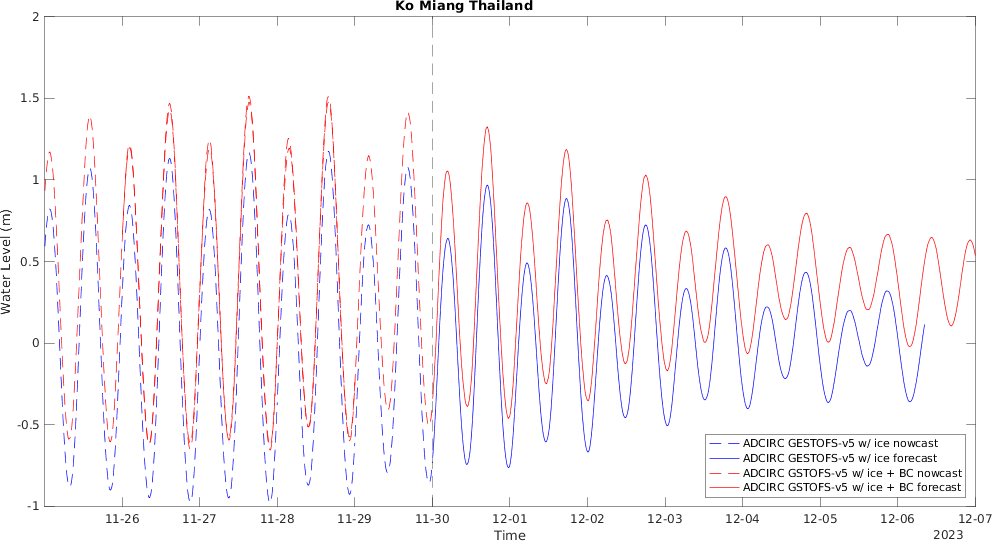 Ko Miang Thailand
Water Level (m)
2
1.5
1
0.5
0
-0.5
-1
11-26 11-27 11-28 11-29 11-30 12-01 12-02 12-03 12-04 12-05 12-06 12-07
Time
2023
ADCIRC GESTOFS-v5 w/ ice nowcast
ADCIRC GESTOFS-v5 w/ ice forecast
ADCIRC GSTOFS-v5 w/ ice + BC nowcast
ADCIRC GSTOFS-v5 w/ ice + BC forecast